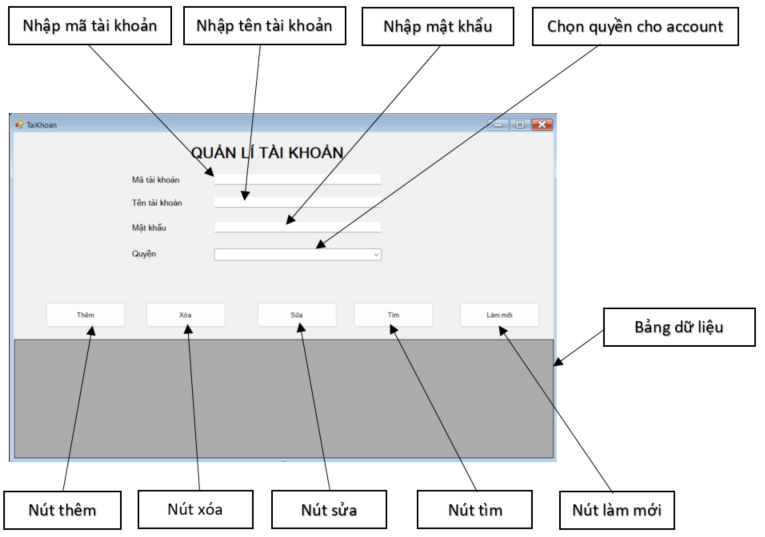 Nhập mã tài khoản
Nhập tên tài khoản
Nhập mật khẩu
Chọn quyền cho account
TaiKhoan
QUẢN LÍ TÀI KHOẢN
Mã tài khoản
Tên tài khoản
Mật khẩu
Quyền
Thêm
Xóa
Sửa
Tìm
Làm mới
Bảng dữ liệu
Nút thêm
Nút xóa
Nút sửa
Nút tìm
Nút làm mới